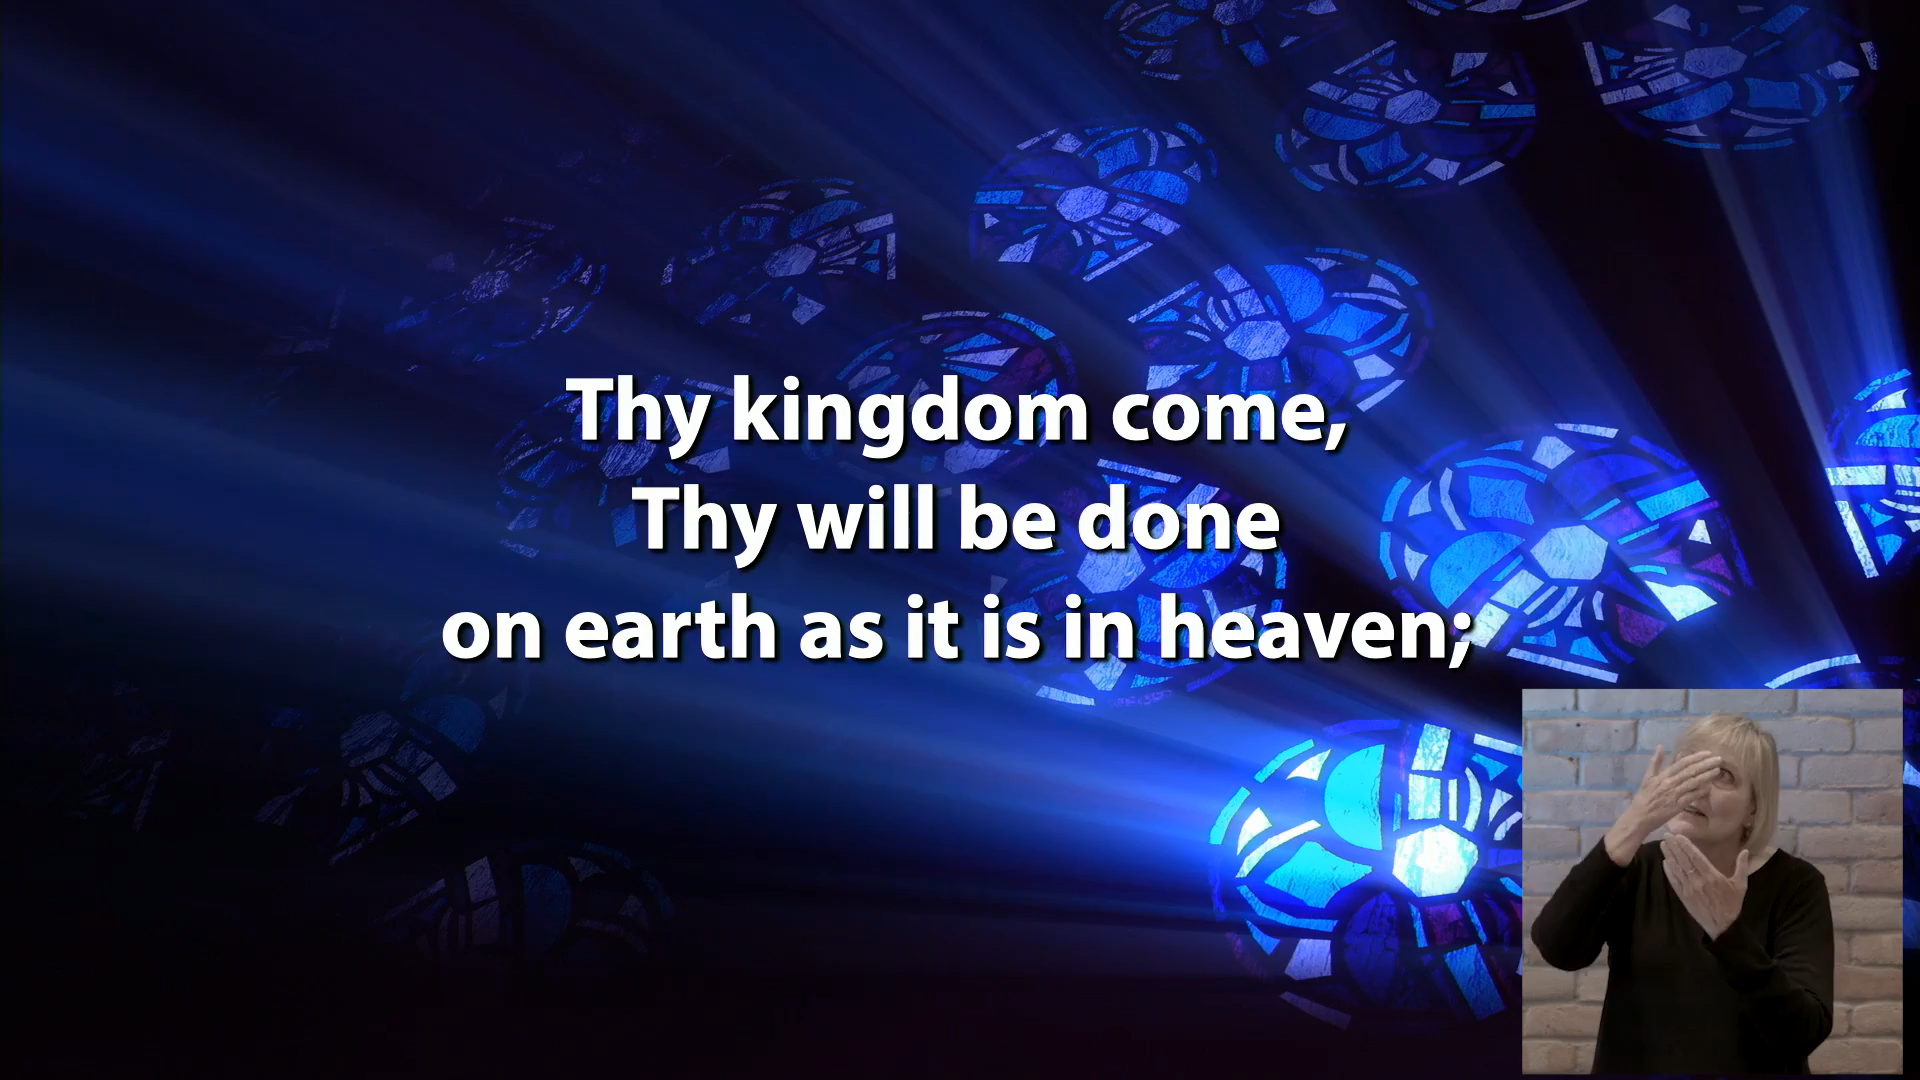 Thy kingdom come,
Thy will be done
on earth as it is in heaven;